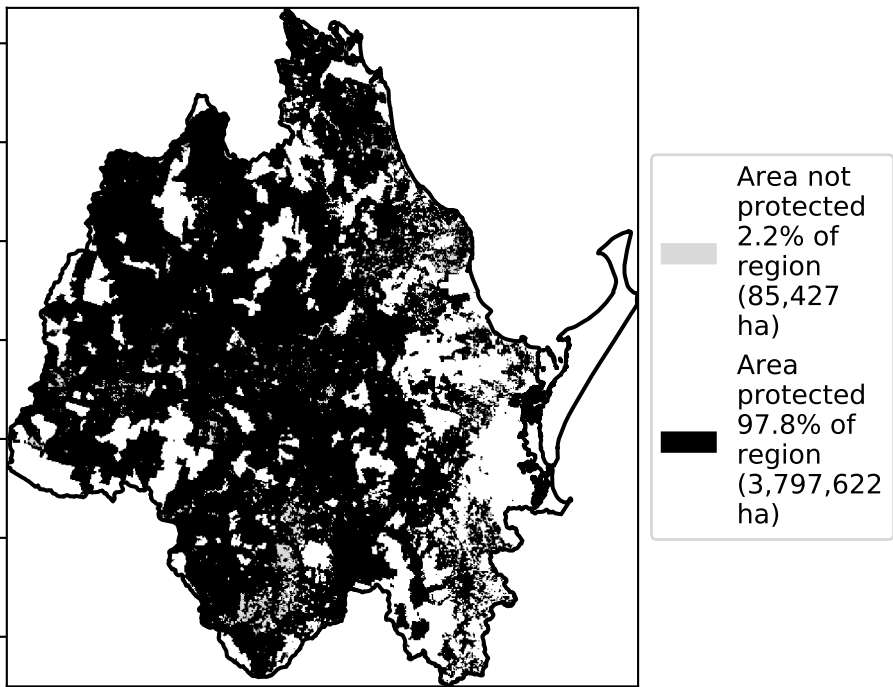 Area not
protected
2.2% of
region
(85,427
ha)
Area
protected
97.8% of
region
(3,797,622
ha)